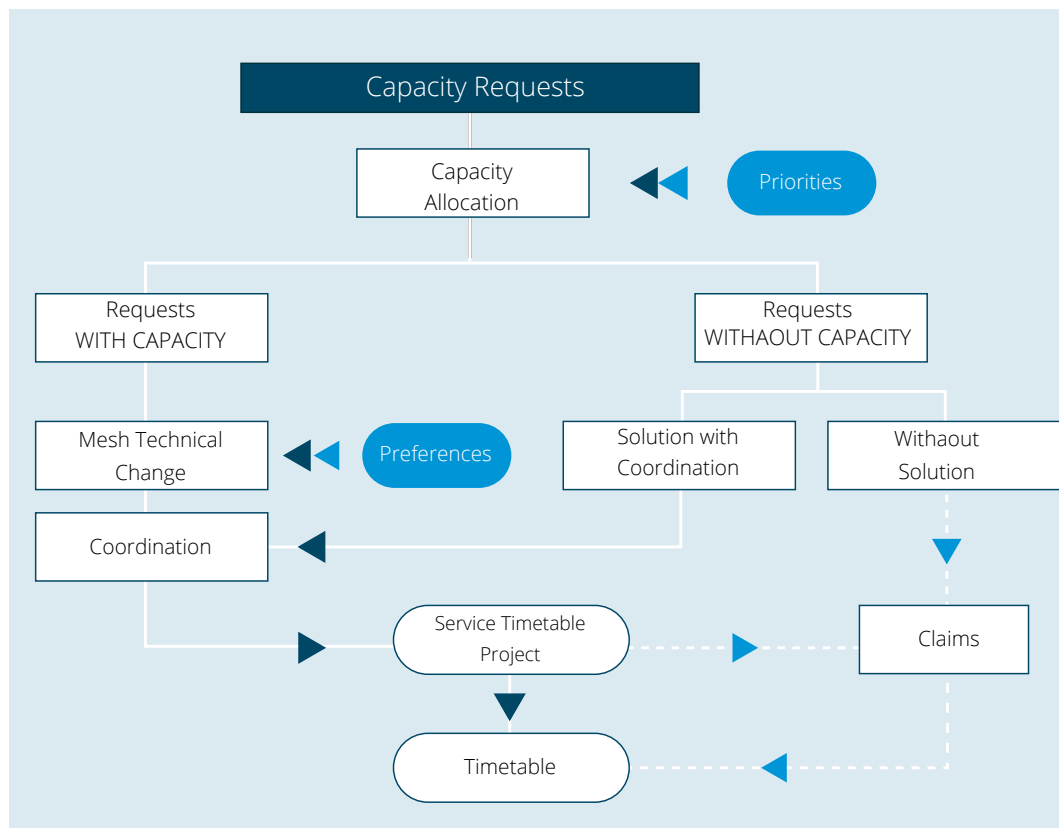 Capacity Requests
Capacity
Allocation
Priorities
Requests
WITH CAPACITY
Requests
WITHAOUT CAPACITY
Mesh Technical
Change
Preferences
Solution with
Coordination
Withaout
Solution
Coordination
Service Timetable
Project
Claims
Timetable